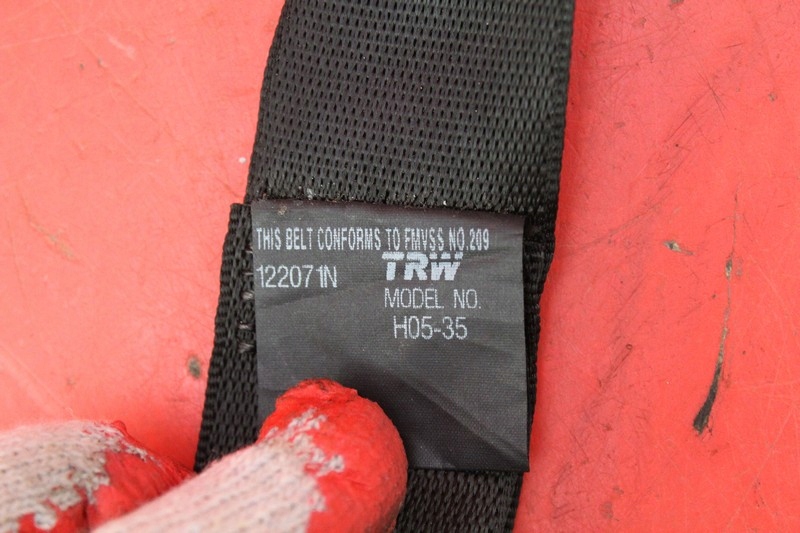 THIS BELT CONFORMS TO FMVSS NO.209
TRW
122071N
MODEL NO.
H05-35